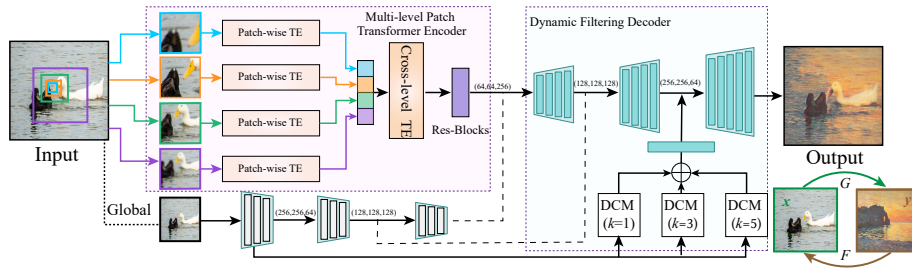 Multi-level Patch
Transformer Encoder
Dynamic Filtering Decoder
Patch-wise TE
Patch-wise TE
Patch-wise TE
Patch-wise TE
Cross-level TE
Res-Blocks
(64,64,256)
(128,128,128)
(256,256,64)
Input
Output
Global
(256,256,64)
(128,128,128)
DCM
(k=1)
DCM
(k=3)
DCM
(k=5)
x
G
y
F